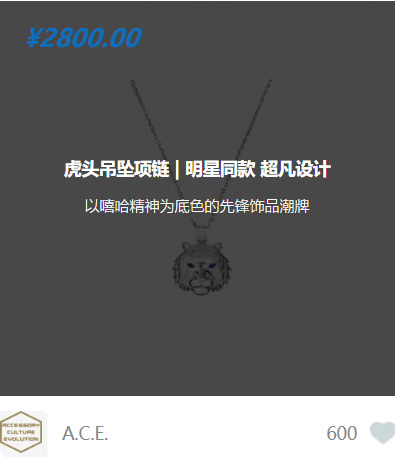 ¥2800.00
虎头吊坠项链 | 明星同款 超凡设计
以嘻哈精神为底色的先锋饰品潮牌
ACCESSORY
CULTURE
EVOLUTION
A.C.E.
600